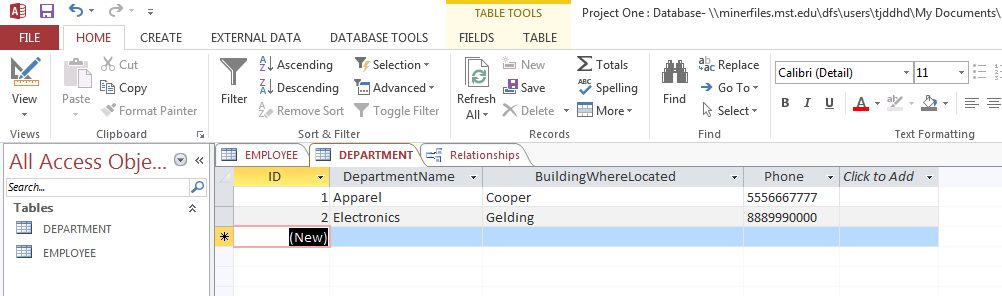 TABLE TOOLS
Project One : Database- \\minerfiles.mst.edu\dfs\users\tjddhd\My Documents\
FILE HOME CREATE EXTERNAL DATA DATABASE TOOLS FIELDS TABLE
View
Views
Paste
Cut
Copy
Format Painter
Clipboard
Filter
Ascending
Descending
Remove Sort
Selection
Advanced
Toggle Filter
Sort & Filter
Refresh
All
New
Save
Delete
Totals
Spelling
More
Records
Find
Replace
Go To
Select
Find
Calibri (Detail) 11
B I U A
Text Formatting
All Access Obje...
Search...
Tables
DEPARTMENT
EMPLOYEE
EMPLOYEE DEPARTMENT Relationships
ID DepartmentName BuildingWhereLocated Phone Click to Add
1 Apparel Cooper 5556667777
2 Electronics Gelding 8889990000
(New)